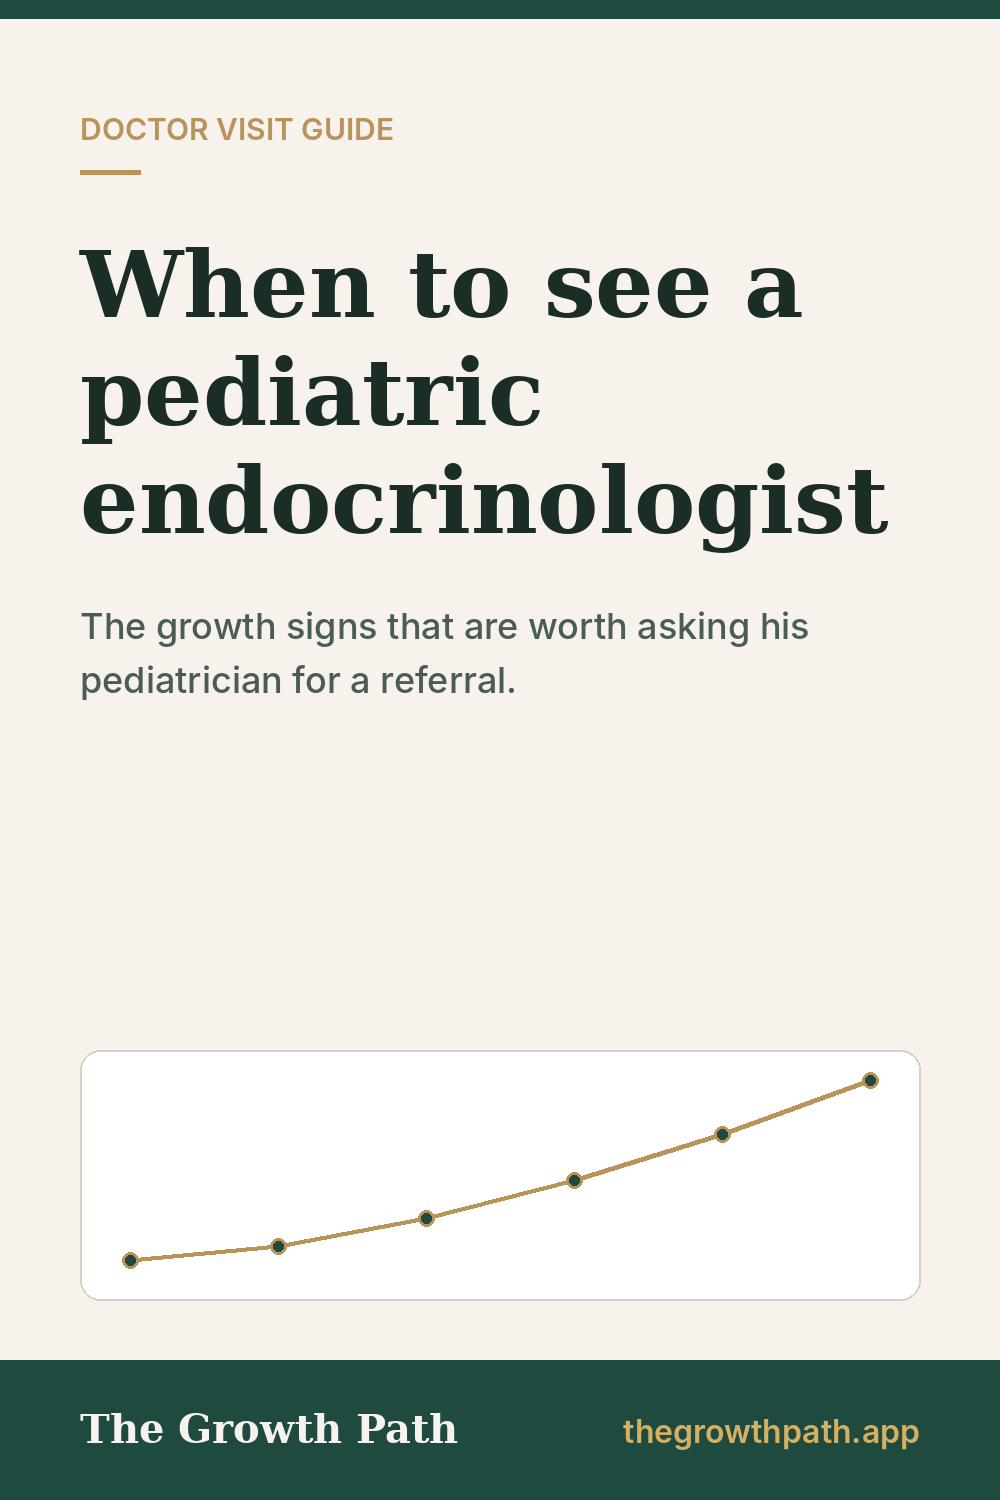 DOCTOR VISIT GUIDE
When to see a
pediatric
endocrinologist
The growth signs that are worth asking his
pediatrician for a referral.
The Growth Path
thegrowthpath.app